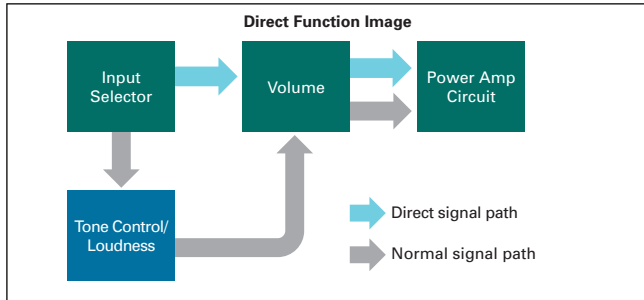 Direct Function Image
Input
Selector
Volume
Power Amp
Circuit
Tone Control/
Loudness
Direct signal path
Normal signal path